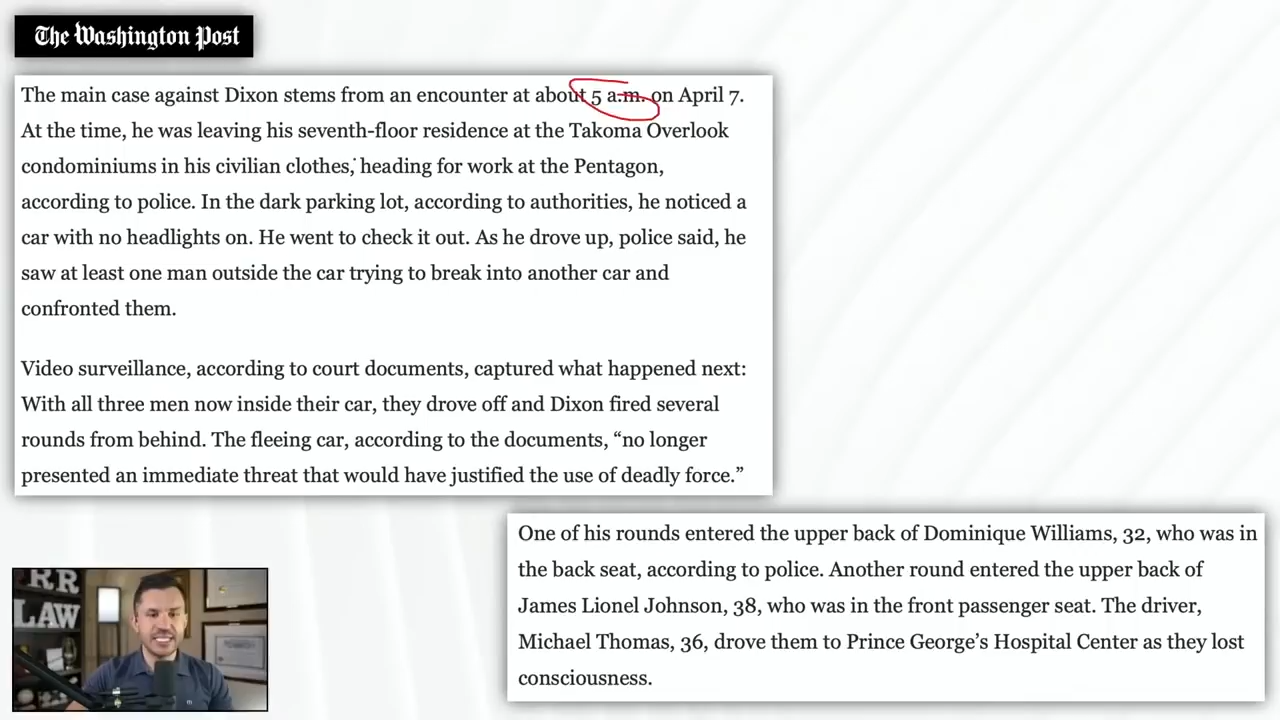 The Washington Post
The main case against Dixon stems from an encounter at about 5 a.m. on April 7.
At the time, he was leaving his seventh-floor residence at the Takoma Overlook
condominiums in his civilian clothes, heading for work at the Pentagon,
according to police. In the dark parking lot, according to authorities, he noticed a
car with no headlights on. He went to check it out. As he drove up, police said, he
saw at least one man outside the car trying to break into another car and
confronted them.
Video surveillance, according to court documents, captured what happened next:
With all three men now inside their car, they drove off and Dixon fired several
rounds from behind. The fleeing car, according to the documents, “no longer
presented an immediate threat that would have justified the use of deadly force.”
One of his rounds entered the upper back of Dominique Williams, 32, who was in
the back seat, according to police. Another round entered the upper back of
James Lionel Johnson, 38, who was in the front passenger seat. The driver,
Michael Thomas, 36, drove them to Prince George’s Hospital Center as they lost
consciousness.
RR
LAW